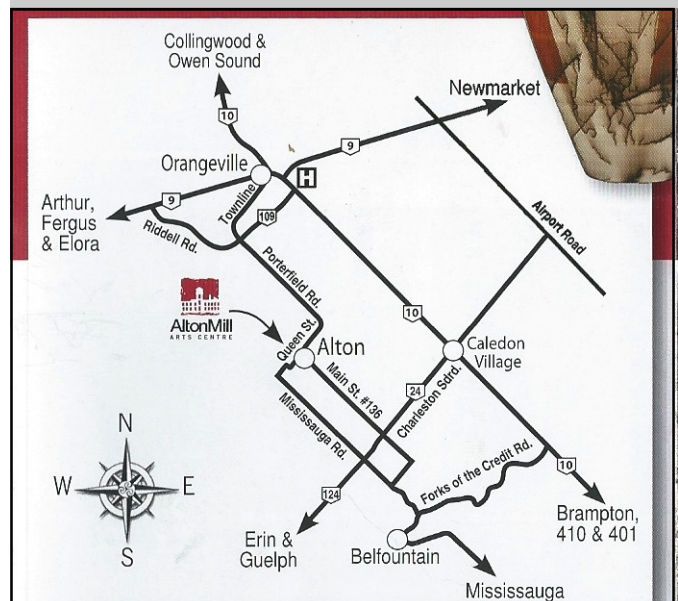 Collingwood &
Owen Sound
10
Newmarket
9
Orangeville
H
Arthur,
Fergus
& Elora
9
Townline
109
Riddell Rd.
Airport Road
Porterfield Rd.
AltonMill
ARTS CENTRE
10
Queen St.
Alton
Caledon
Village
Main St. #136
24
Charleston Sdrd.
Mississauga Rd.
N
W
E
S
Forks of the Credit Rd.
10
124
Brampton,
410 & 401
Erin &
Guelph
Belfountain
Mississauga